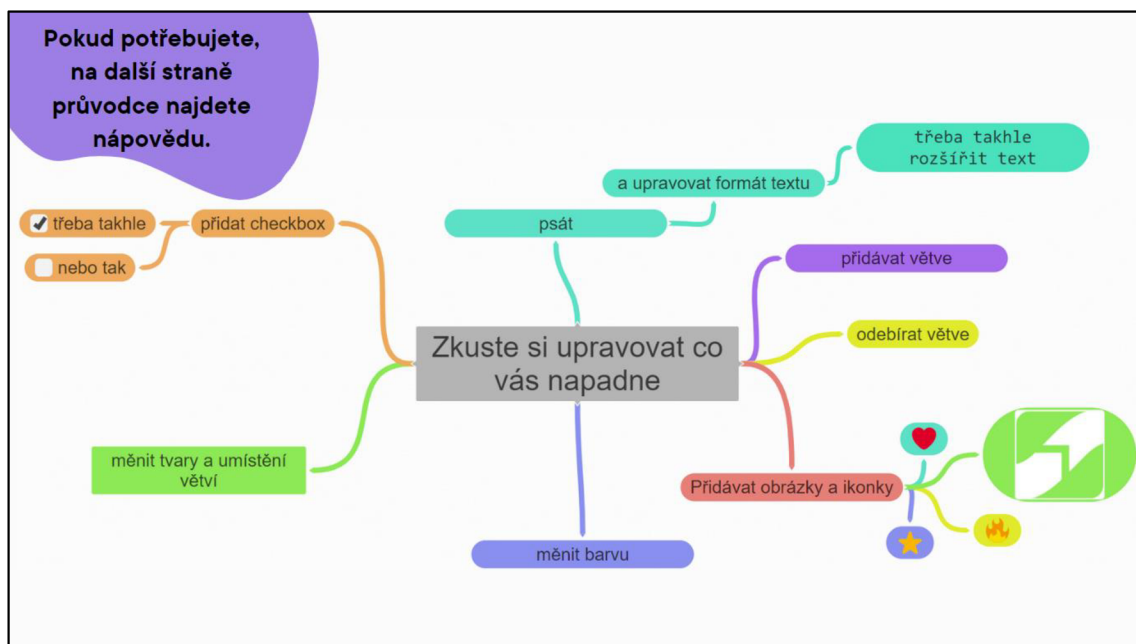 Pokud potřebujete,
na další straně
průvodce najdete
nápovědu.
třeba takhle
rozšířit text
a upravovat formát textu
psát
třeba takhle
přidat checkbox
nebo tak
přidávat větve
odebírat větve
Zkuste si upravovat co
vás napadne
měnit tvary a umístění
větví
Přidávat obrázky a ikonky
měnit barvu